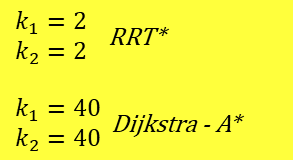 k₁ = 2
k₂ = 2
RRT*
k₁ = 40
k₂ = 40
Dijkstra - A*